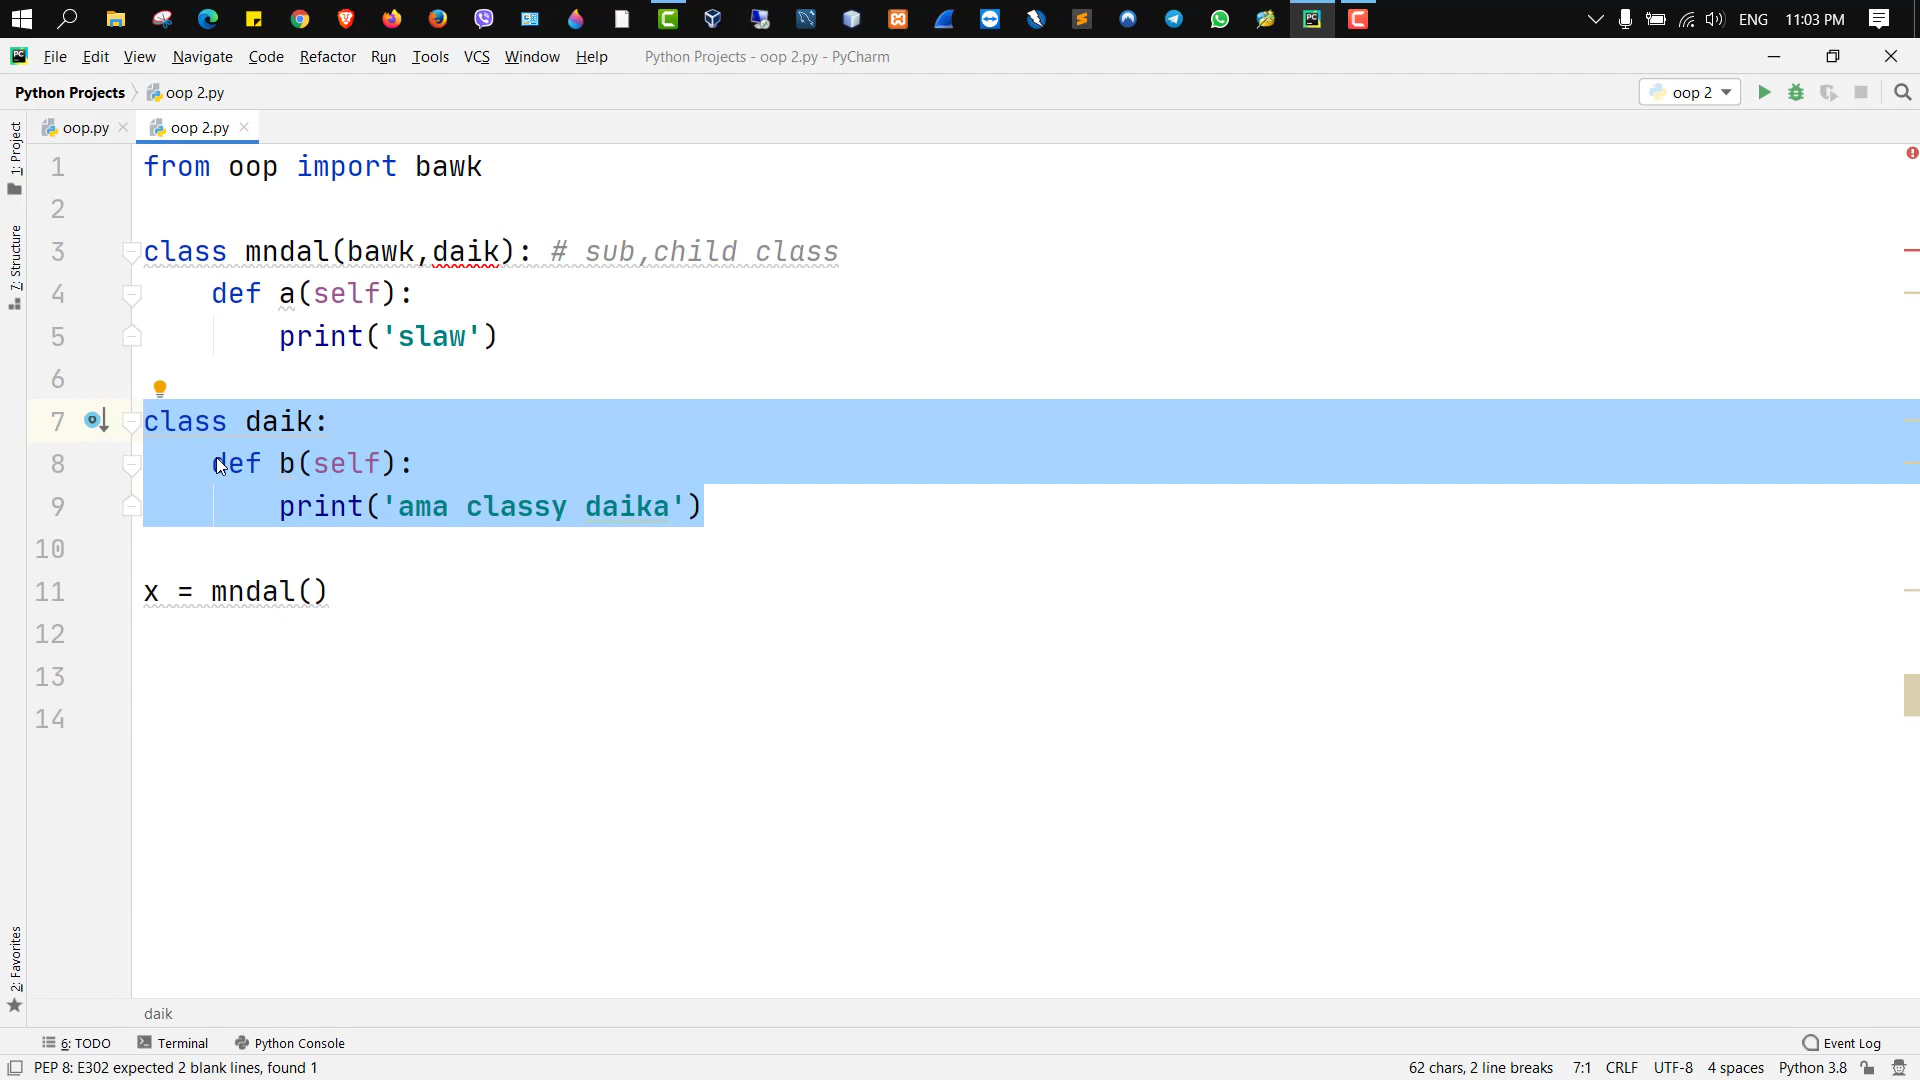 ENG 11:03 PM
PC File Edit View Navigate Code Refactor Run Tools VCS Window Help Python Projects - oop 2.py - PyCharm
Python Projects oop 2.py oop 2
oop.py oop 2.py
1: Project
7: Structure
2: Favorites
1 from oop import bawk
2
3 class mndal(bawk,daik): # sub,child class
4 def a(self):
5 print('slaw')
6
7 class daik:
8 def b(self):
9 print('ama classy daika')
10
11 x = mndal()
12
13
14
daik
6: TODO Terminal Python Console Event Log
PEP 8: E302 expected 2 blank lines, found 1 62 chars, 2 line breaks 7:1 CRLF UTF-8 4 spaces Python 3.8